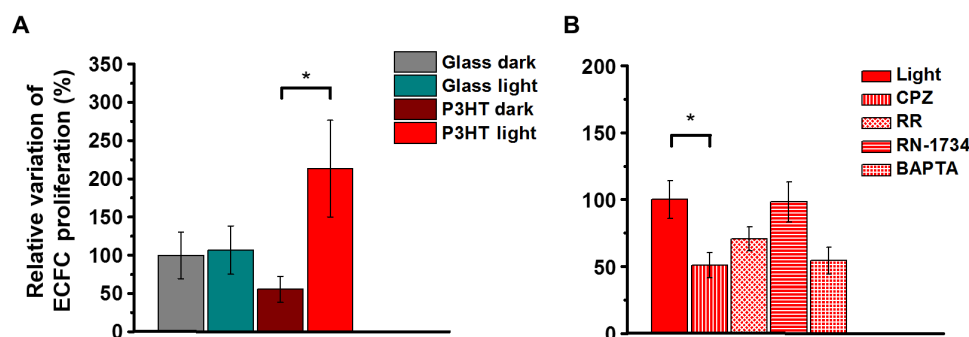 A
Relative variation of
ECFC proliferation (%)
350
300
250
200
150
100
50
0
*
Glass dark
Glass light
P3HT dark
P3HT light
B
200
150
100
50
0
*
Light
CPZ
RR
RN-1734
BAPTA